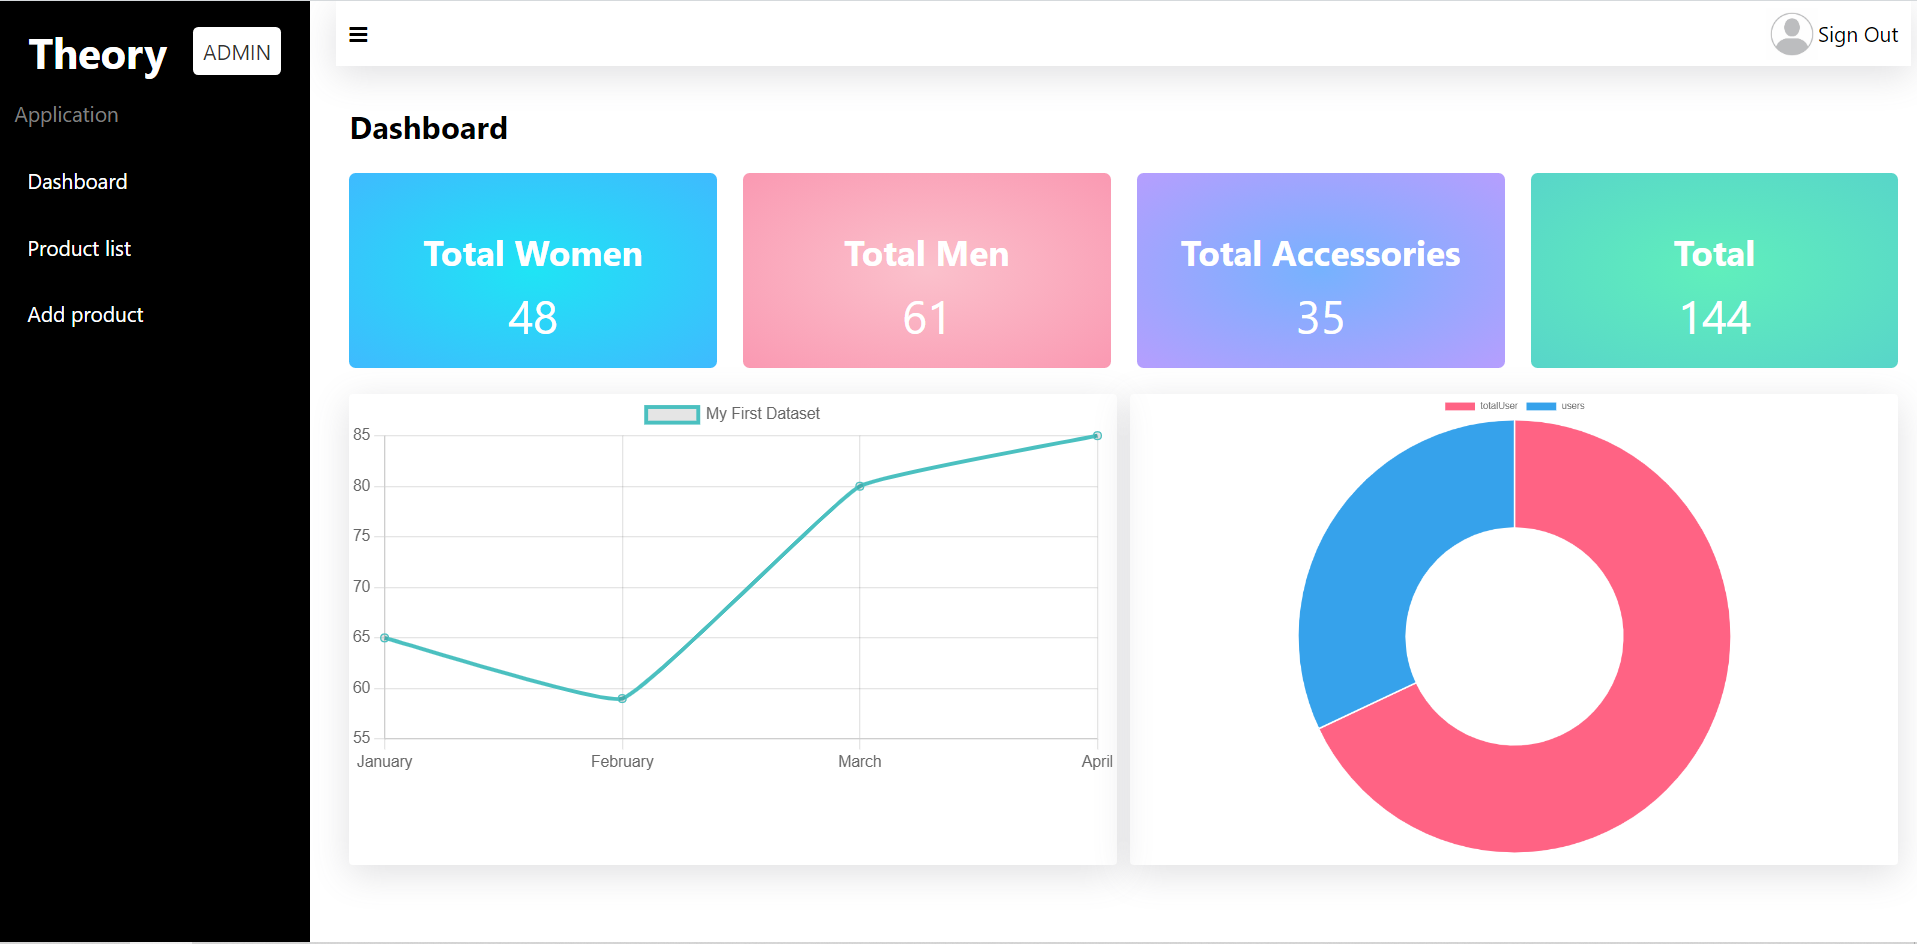 Theory ADMIN
Application
Dashboard
Product list
Add product
Sign Out
Dashboard
Total Women
48
Total Men
61
Total Accessories
35
Total
144
My First Dataset
85
80
75
70
65
60
55
January February March April
totalUser users